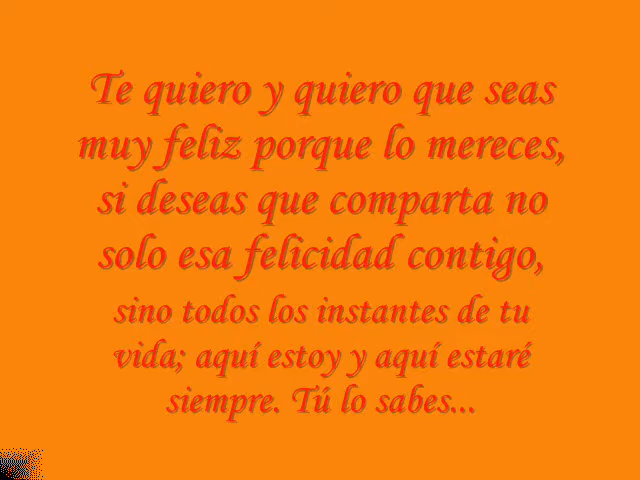 Te quiero y quiero que seas
muy feliz porque lo mereces,
si deseas que comparta no
solo esa felicidad contigo,
sino todos los instantes de tu
vida; aquí estoy y aquí estaré
siempre. Tú lo sabes...